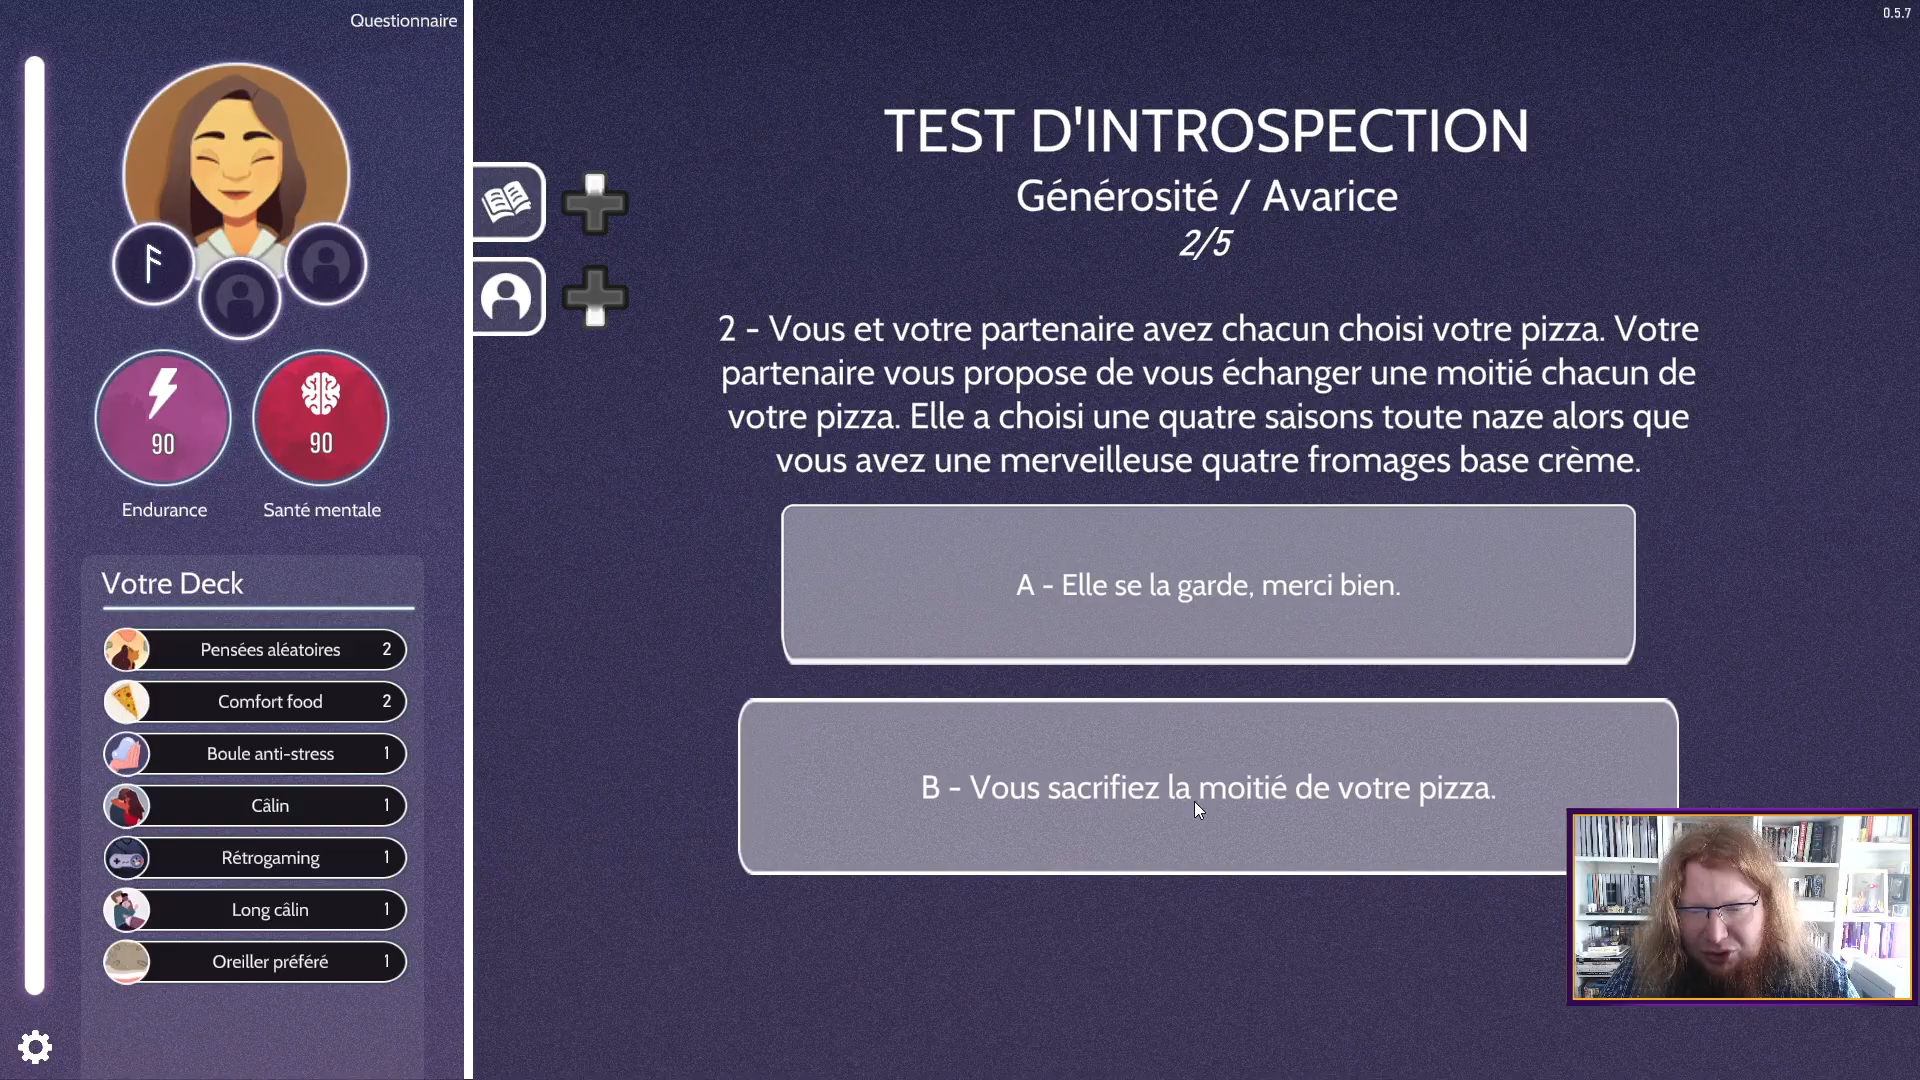 Questionnaire
0.5.7
TEST D'INTROSPECTION
Générosité / Avarice
2/5
2 - Vous et votre partenaire avez chacun choisi votre pizza. Votre
partenaire vous propose de vous échanger une moitié chacun de
votre pizza. Elle a choisi une quatre saisons toute naze alors que
vous avez une merveilleuse quatre fromages base crème.
A - Elle se la garde, merci bien.
B - Vous sacrifiez la moitié de votre pizza.
90
90
Endurance
Santé mentale
Votre Deck
Pensées aléatoires 2
Comfort food 2
Boule anti-stress 1
Câlin 1
Rétrogaming 1
Long câlin 1
Oreiller préféré 1